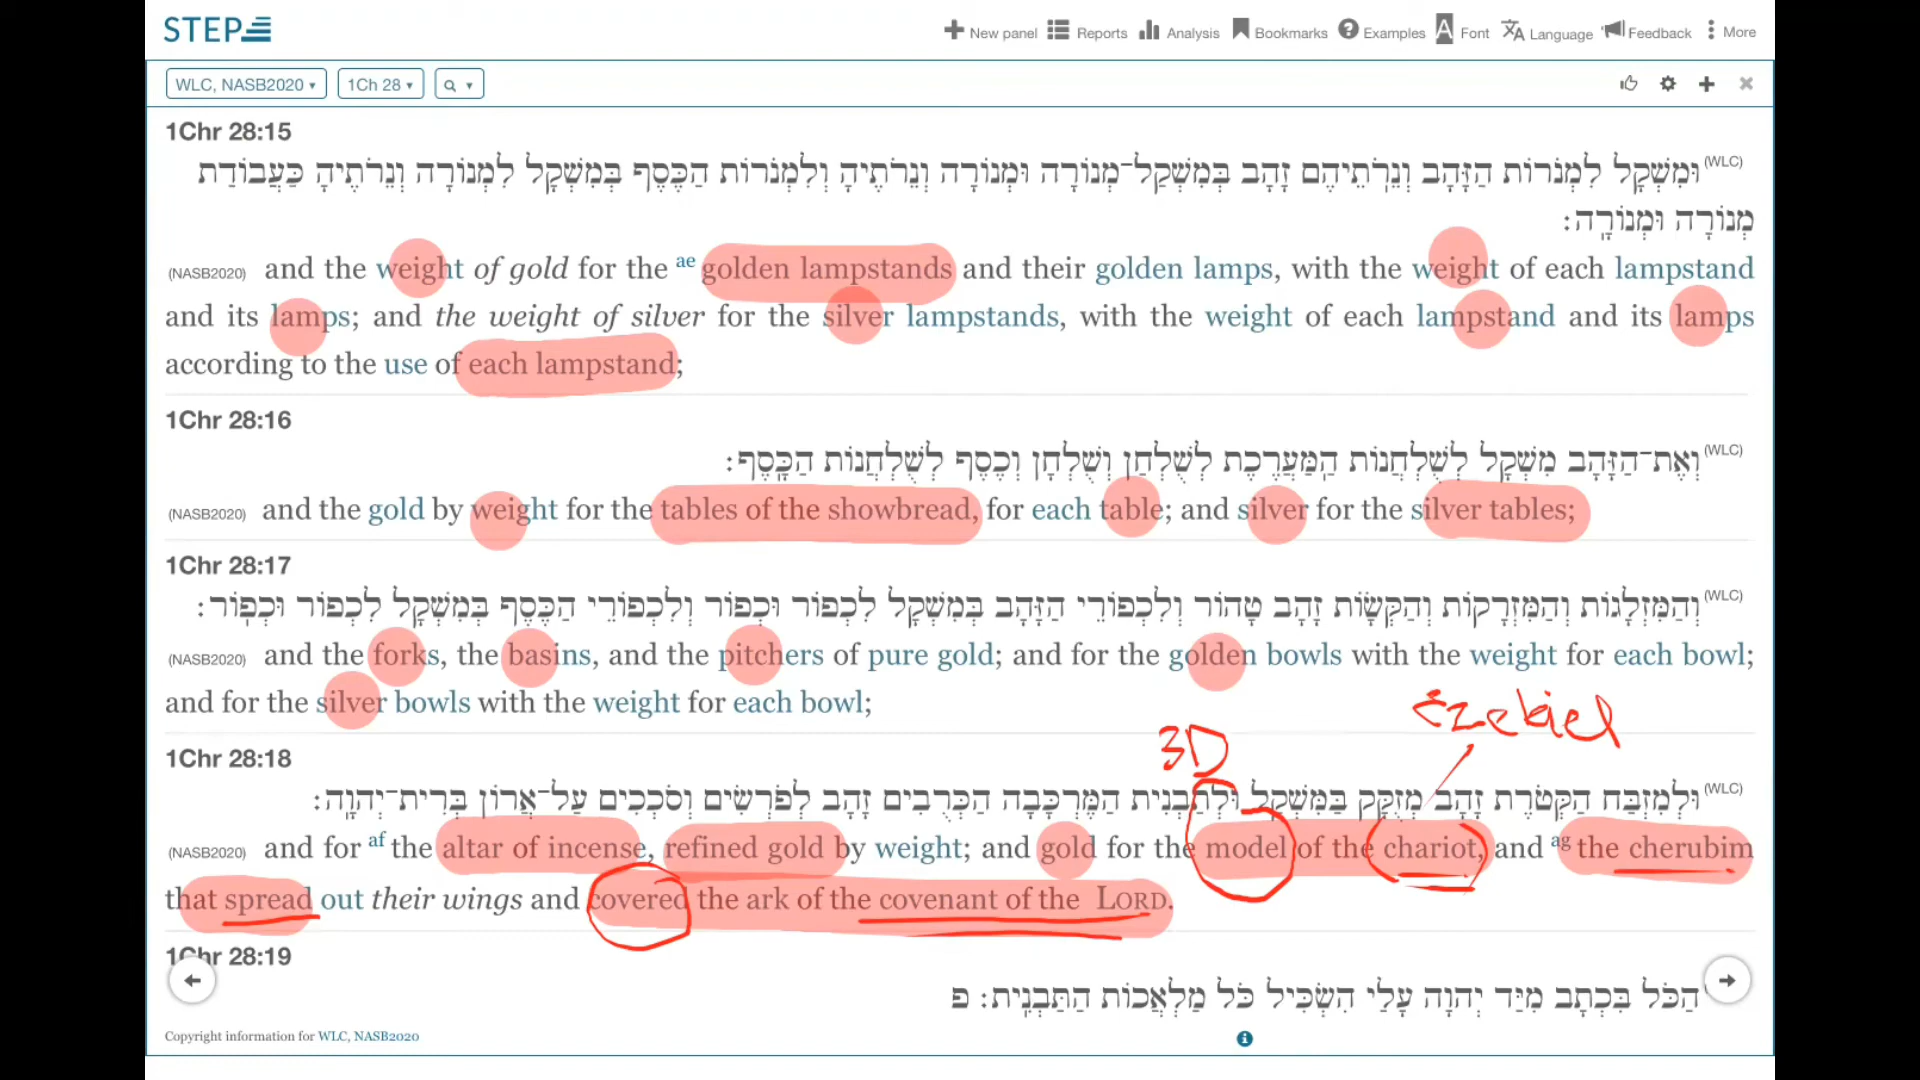 STEP
New panel Reports Analysis Bookmarks Examples A Font Language Feedback More
WLC, NASB2020 1Ch 28
1Chr 28:15
(WLC) וּמִשְׁקָל לִמְנֹרוֹת הַזָּהָב וְנֵרֹתֵיהֶם זָהָב בְּמִשְׁקַל־מְנוֹרָה וּמְנוֹרָה וְנֵרֹתֶיהָ וְלִמְנֹרוֹת הַכֶּסֶף בְּמִשְׁקָל לִמְנוֹרָה וְנֵרֹתֶיהָ כַּעֲבוֹדַת
מְנוֹרָה וּמְנוֹרָה׃
(NASB2020) and the weight of gold for the ae golden lampstands and their golden lamps, with the weight of each lampstand
and its lamps; and the weight of silver for the silver lampstands, with the weight of each lampstand and its lamps
according to the use of each lampstand;
1Chr 28:16
(WLC) וְאֶת־הַזָּהָב מִשְׁקָל לְשֻׁלְחֲנוֹת הַמַּעֲרֶכֶת לְשֻׁלְחַן וְשֻׁלְחָן וְכֶסֶף לְשֻׁלְחֲנוֹת הַכָּסֶף׃
(NASB2020) and the gold by weight for the tables of the showbread, for each table; and silver for the silver tables;
1Chr 28:17
(WLC) וְהַמִּזְלָגוֹת וְהַמִּזְרָקוֹת וְהַקְּשָׂוֹת זָהָב טָהוֹר וְלִכְפוֹרֵי הַזָּהָב בְּמִשְׁקָל לִכְפוֹר וּכְפוֹר וְלִכְפוֹרֵי הַכֶּסֶף בְּמִשְׁקָל לִכְפוֹר וּכְפוֹר׃
(NASB2020) and the forks, the basins, and the pitchers of pure gold; and for the golden bowls with the weight for each bowl;
and for the silver bowls with the weight for each bowl;
Ezekiel
3D
1Chr 28:18
(WLC) וּלְמִזְבַּח הַקְּטֹרֶת זָהָב מְזֻקָּק בַּמִּשְׁקָל וּלְתַבְנִית הַמֶּרְכָּבָה הַכְּרֻבִים זָהָב לְפֹרְשִׂים וְסֹכְכִים עַל־אֲרוֹן בְּרִית־יְהוָה׃
(NASB2020) and for af the altar of incense, refined gold by weight; and gold for the model of the chariot, and ag the cherubim
that spread out their wings and covered the ark of the covenant of the LORD.
1Chr 28:19
הַכֹּל בִּכְתָב מִיַּד יְהוָה עָלַי הִשְׂכִּיל כֹּל מַלְאֲכוֹת הַתַּבְנִית׃ פ
Copyright information for WLC, NASB2020